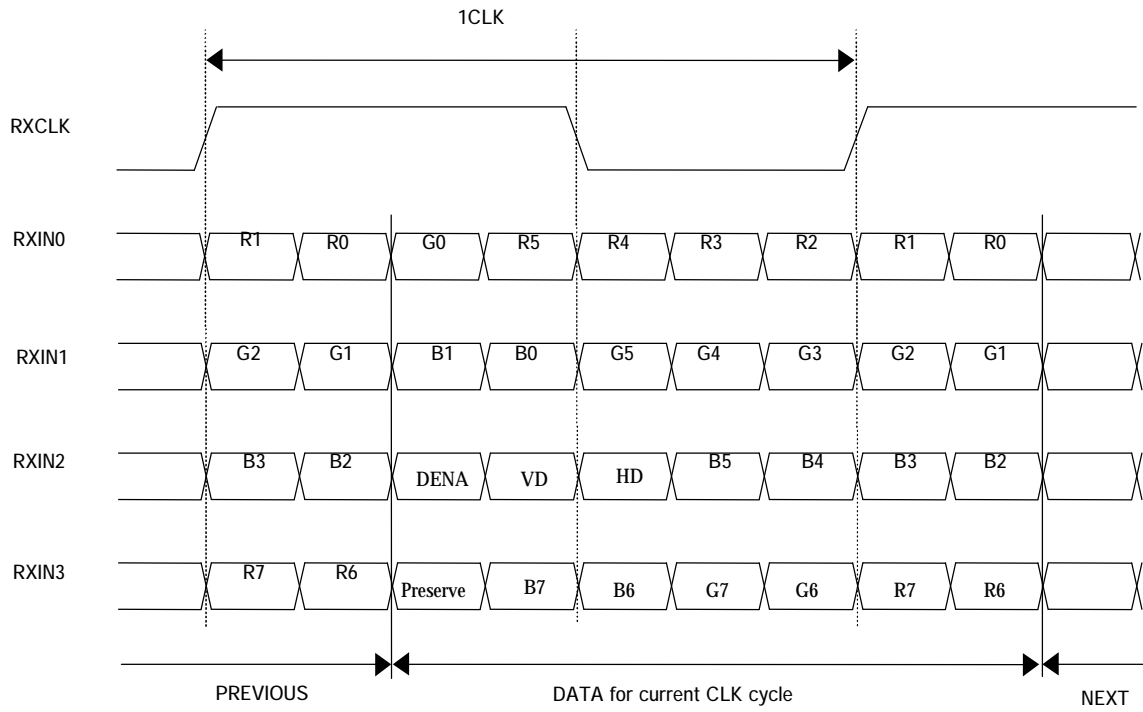 1CLK
RXCLK
RXIN0 R1 R0 G0 R5 R4 R3 R2 R1 R0
RXIN1 G2 G1 B1 B0 G5 G4 G3 G2 G1
RXIN2 B3 B2 DENA VD HD B5 B4 B3 B2
RXIN3 R7 R6 Preserve B7 B6 G7 G6 R7 R6
PREVIOUS DATA for current CLK cycle NEXT